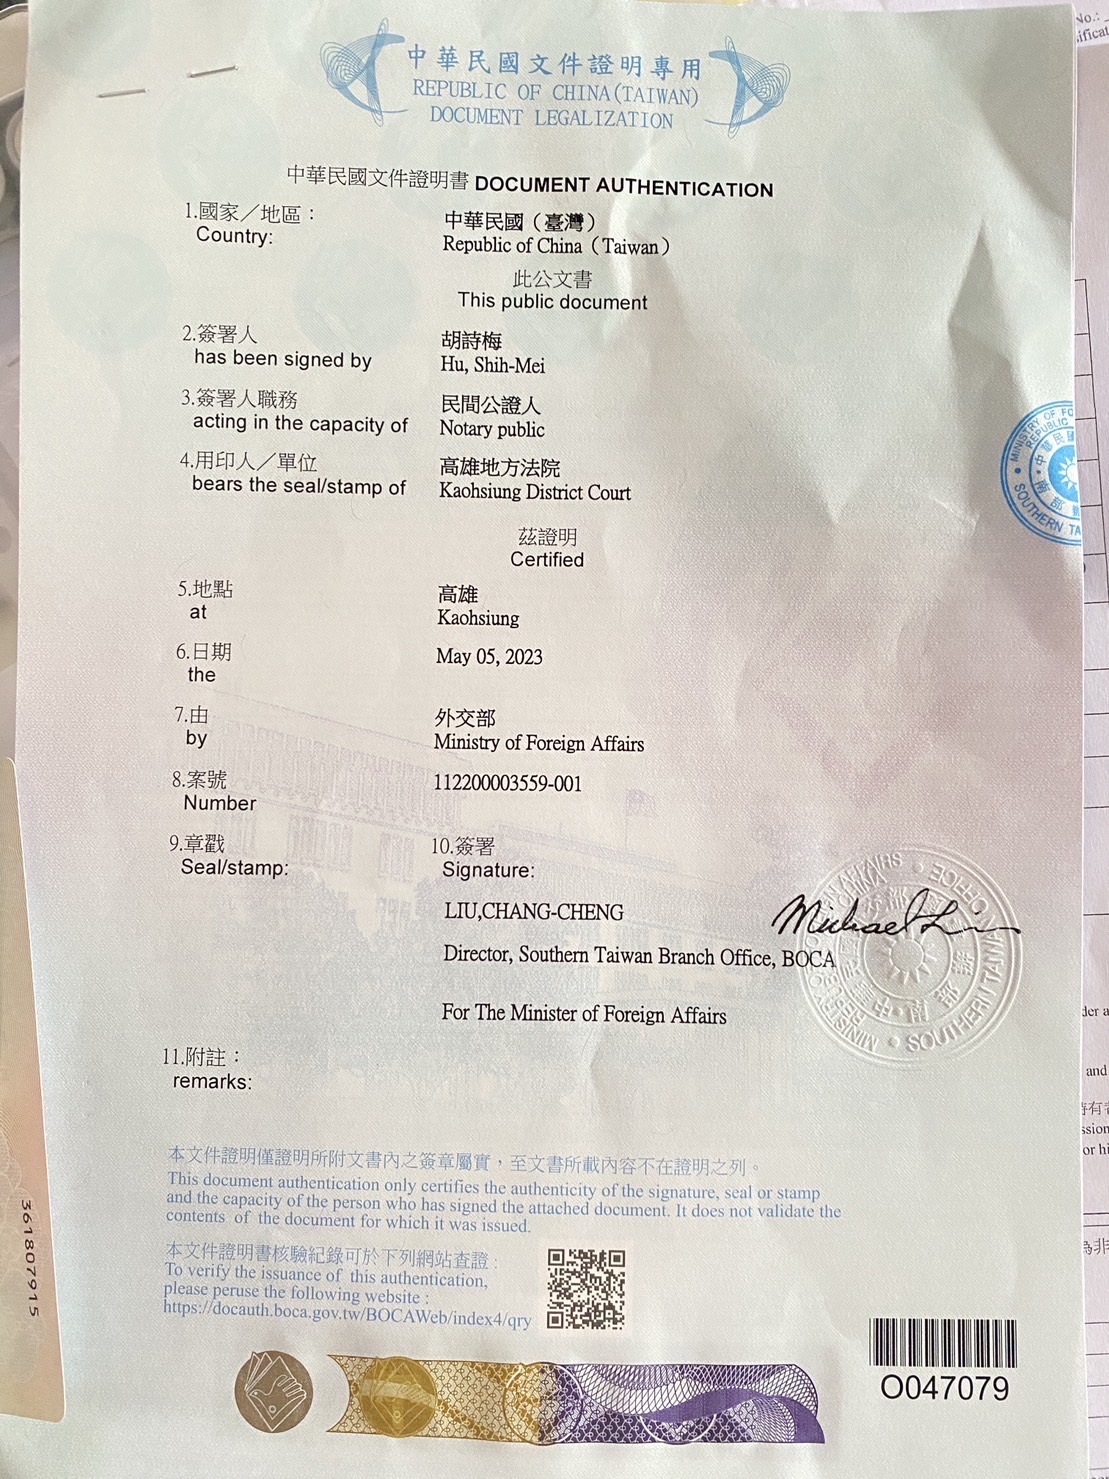 中華民國文件證明專用
REPUBLIC OF CHINA(TAIWAN)
DOCUMENT LEGALIZATION
中華民國文件證明書 DOCUMENT AUTHENTICATION
1.國家／地區：
Country:
中華民國（臺灣）
Republic of China（Taiwan）
此公文書
This public document
2.簽署人
has been signed by
胡詩梅
Hu, Shih-Mei
3.簽署人職務
acting in the capacity of
民間公證人
Notary public
4.用印人／單位
bears the seal/stamp of
高雄地方法院
Kaohsiung District Court
茲證明
Certified
5.地點
at
高雄
Kaohsiung
6.日期
the
May 05, 2023
7.由
by
外交部
Ministry of Foreign Affairs
8.案號
Number
112200003559-001
9.章戳
Seal/stamp:
10.簽署
Signature:
LIU,CHANG-CHENG
Michael Liu
Director, Southern Taiwan Branch Office, BOCA
For The Minister of Foreign Affairs
SOUTHERN TAIWAN OFFICE
11.附註：
remarks:
本文件證明僅證明所附文書內之簽章屬實，至文書所載內容不在證明之列。
This document authentication only certifies the authenticity of the signature, seal or stamp
and the capacity of the person who has signed the attached document. It does not validate the
contents of the document for which it was issued.
本文件證明書核驗紀錄可於下列網站查證：
To verify the issuance of this authentication,
please peruse the following website :
https://docauth.boca.gov.tw/BOCAWeb/index4/qry
O047079
361807915
MINISTRY OF FO
REPUBLIC
SOUTHERN TA
No.:
and